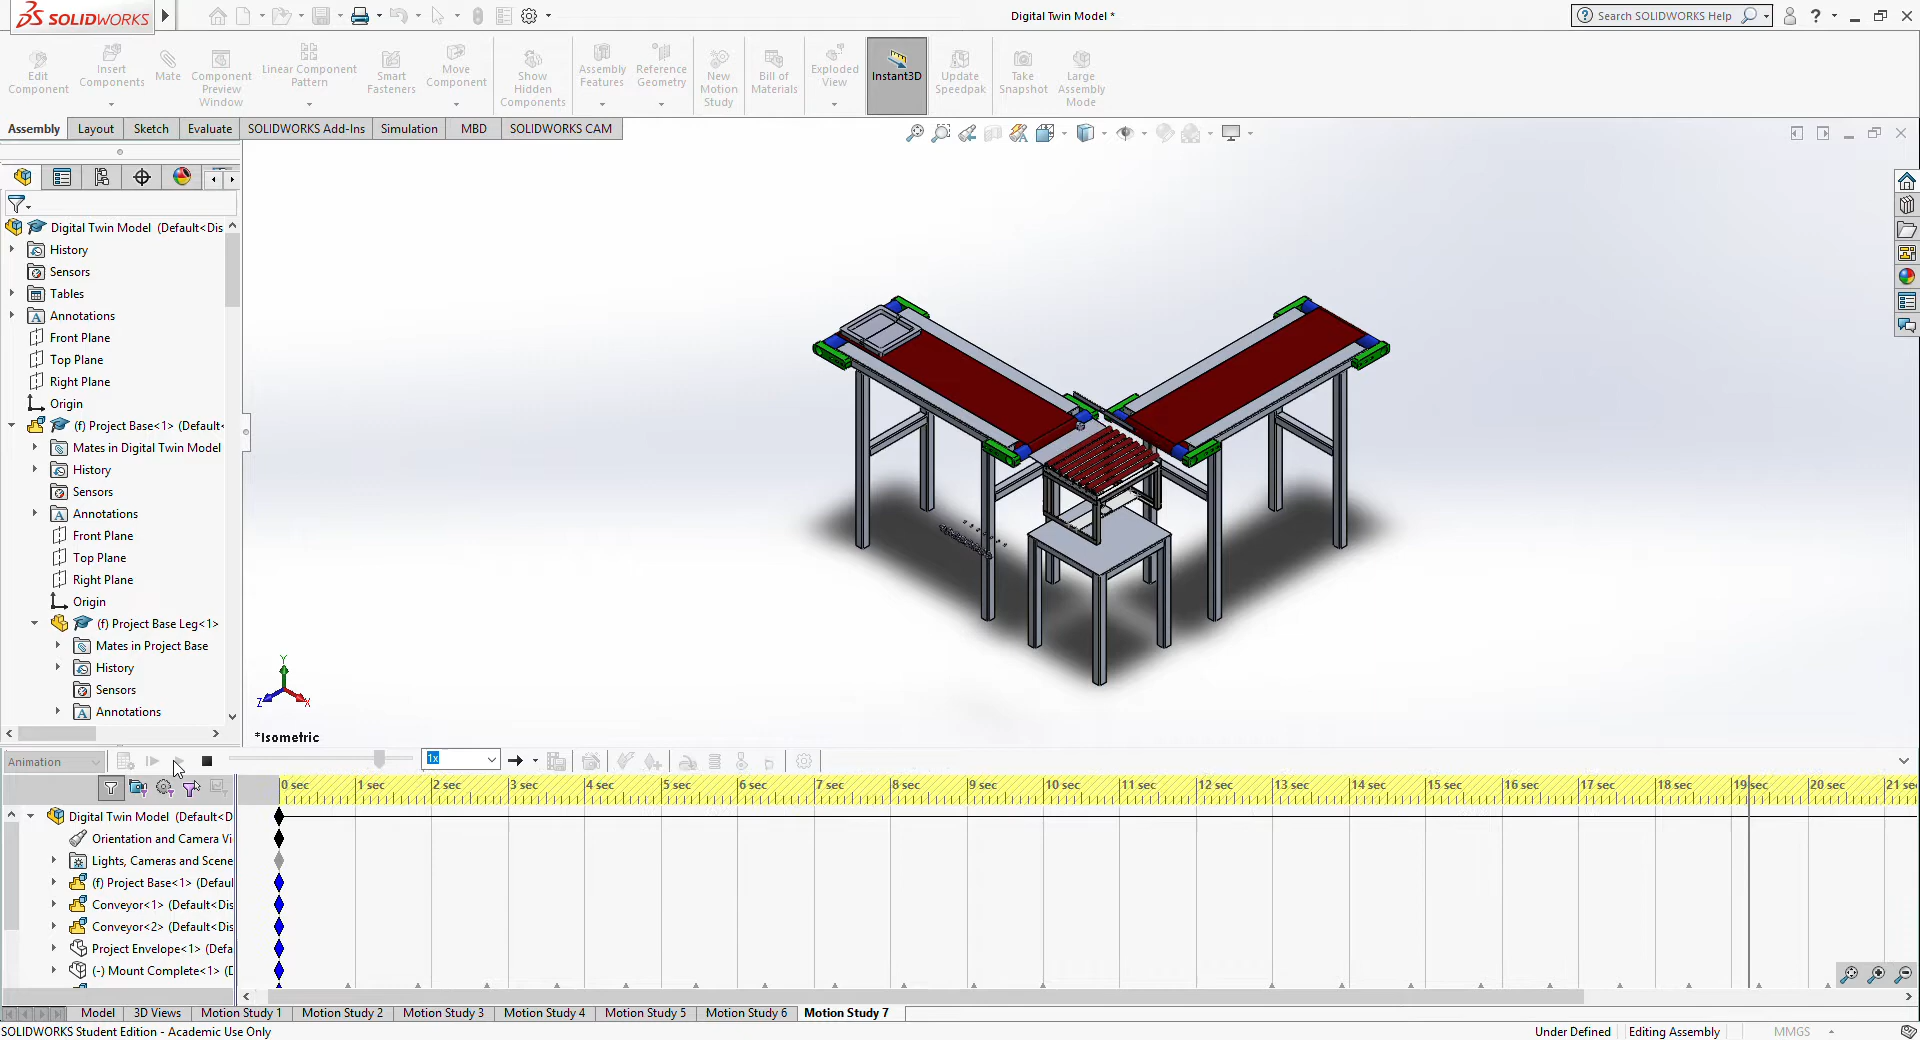 SOLIDWORKS
Digital Twin Model *
Search SOLIDWORKS Help
Edit Component
Insert Components
Mate
Component Preview Window
Linear Component Pattern
Smart Fasteners
Move Component
Show Hidden Components
Assembly Features
Reference Geometry
New Motion Study
Bill of Materials
Exploded View
Instant3D
Update Speedpak
Take Snapshot
Large Assembly Mode
Assembly Layout Sketch Evaluate SOLIDWORKS Add-Ins Simulation MBD SOLIDWORKS CAM
Digital Twin Model (Default<Dis
History
Sensors
Tables
Annotations
Front Plane
Top Plane
Right Plane
Origin
(f) Project Base<1> (Default<
Mates in Digital Twin Model
History
Sensors
Annotations
Front Plane
Top Plane
Right Plane
Origin
(f) Project Base Leg<1>
Mates in Project Base
History
Sensors
Annotations
Y
Z X
*Isometric
Animation 1x
0 sec 1 sec 2 sec 3 sec 4 sec 5 sec 6 sec 7 sec 8 sec 9 sec 10 sec 11 sec 12 sec 13 sec 14 sec 15 sec 16 sec 17 sec 18 sec 19 sec 20 sec 21 sec
Digital Twin Model (Default<D
Orientation and Camera Vi
Lights, Cameras and Scene
(f) Project Base<1> (Defaul
Conveyor<1> (Default<Dis
Conveyor<2> (Default<Dis
Project Envelope<1> (Defa
(-) Mount Complete<1> (D
Model 3D Views Motion Study 1 Motion Study 2 Motion Study 3 Motion Study 4 Motion Study 5 Motion Study 6 Motion Study 7
SOLIDWORKS Student Edition - Academic Use Only
Under Defined Editing Assembly MMGS